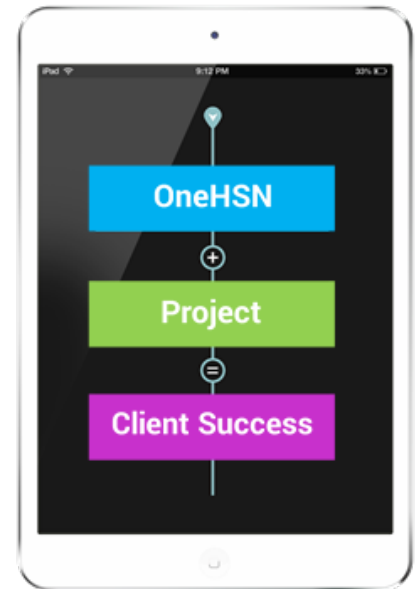 iPad 9:12 PM 33%
OneHSN
+
Project
=
Client Success